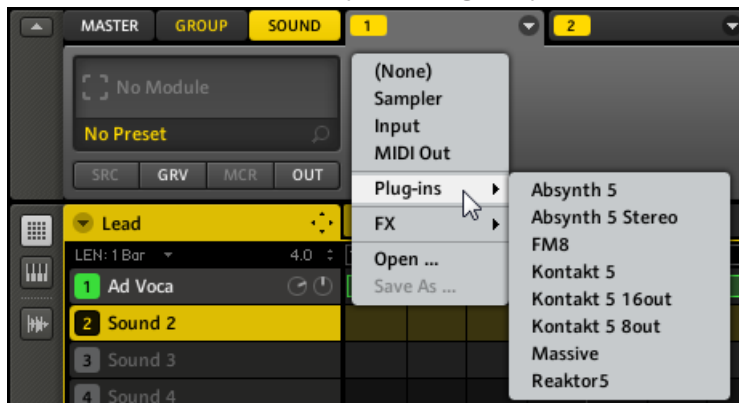 MASTER GROUP SOUND 1 2
No Module
No Preset
SRC GRV MCR OUT
(None)
Sampler
Input
MIDI Out
Plug-ins
FX
Open ...
Save As ...
Absynth 5
Absynth 5 Stereo
FM8
Kontakt 5
Kontakt 5 16out
Kontakt 5 8out
Massive
Reaktor5
Lead
LEN: 1 Bar 4.0
1 Ad Voca
2 Sound 2
3 Sound 3
4 Sound 4